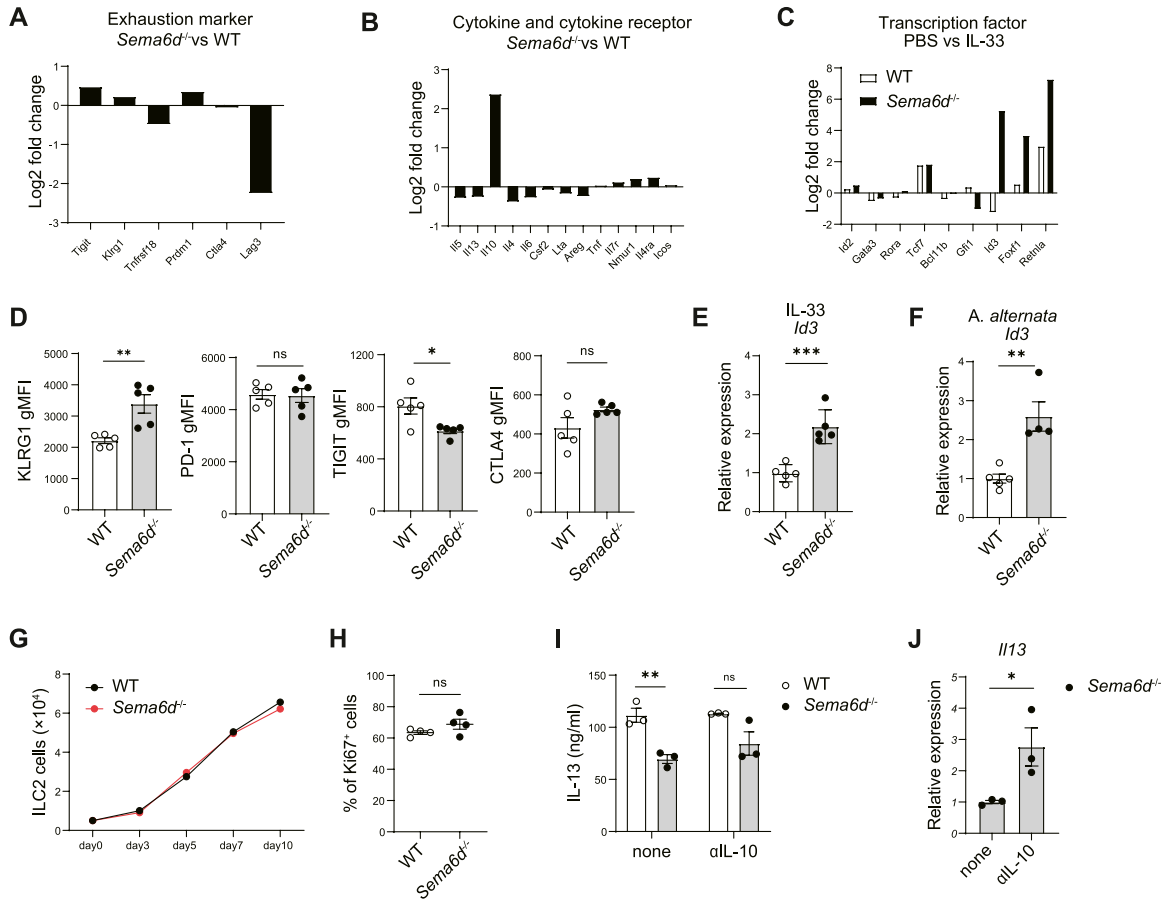 A
Exhaustion marker
Sema6d-/- vs WT
Log2 fold change
1
0
-1
-2
-3
Tigit
Klrg1
Tnfrsf18
Prdm1
Ctla4
Lag3
B
Cytokine and cytokine receptor
Sema6d-/- vs WT
Log2 fold change
3
2
1
0
-1
Il5
Il13
Il10
Il4
Il6
Csf2
Lta
Areg
Tnf
Il7r
Nmur1
Il4ra
Icos
C
Transcription factor
PBS vs IL-33
WT
Sema6d-/-
Log2 fold change
8
6
4
2
0
-2
Id2
Gata3
Rora
Tcf7
Bcl11b
Gfi1
Id3
Foxf1
Retnla
D
KLRG1 gMFI
5000
4000
3000
2000
1000
0
**
WT
Sema6d-/-
PD-1 gMFI
6000
4000
2000
0
ns
WT
Sema6d-/-
TIGIT gMFI
1200
900
600
300
0
*
WT
Sema6d-/-
CTLA4 gMFI
800
600
400
200
0
ns
WT
Sema6d-/-
E
IL-33
Id3
***
Relative expression
4
3
2
1
0
WT
Sema6d-/-
F
A. alternata
Id3
**
Relative expression
4
3
2
1
0
WT
Sema6d-/-
G
ILC2 cells (×10⁴)
8
4
0
WT
Sema6d-/-
day0
day3
day5
day7
day10
H
% of Ki67+ cells
100
80
60
40
20
0
ns
WT
Sema6d-/-
I
IL-13 (ng/ml)
150
100
50
0
**
ns
WT
Sema6d-/-
none
αIL-10
J
Il13
*
Sema6d-/-
Relative expression
5
4
3
2
1
0
none
αIL-10